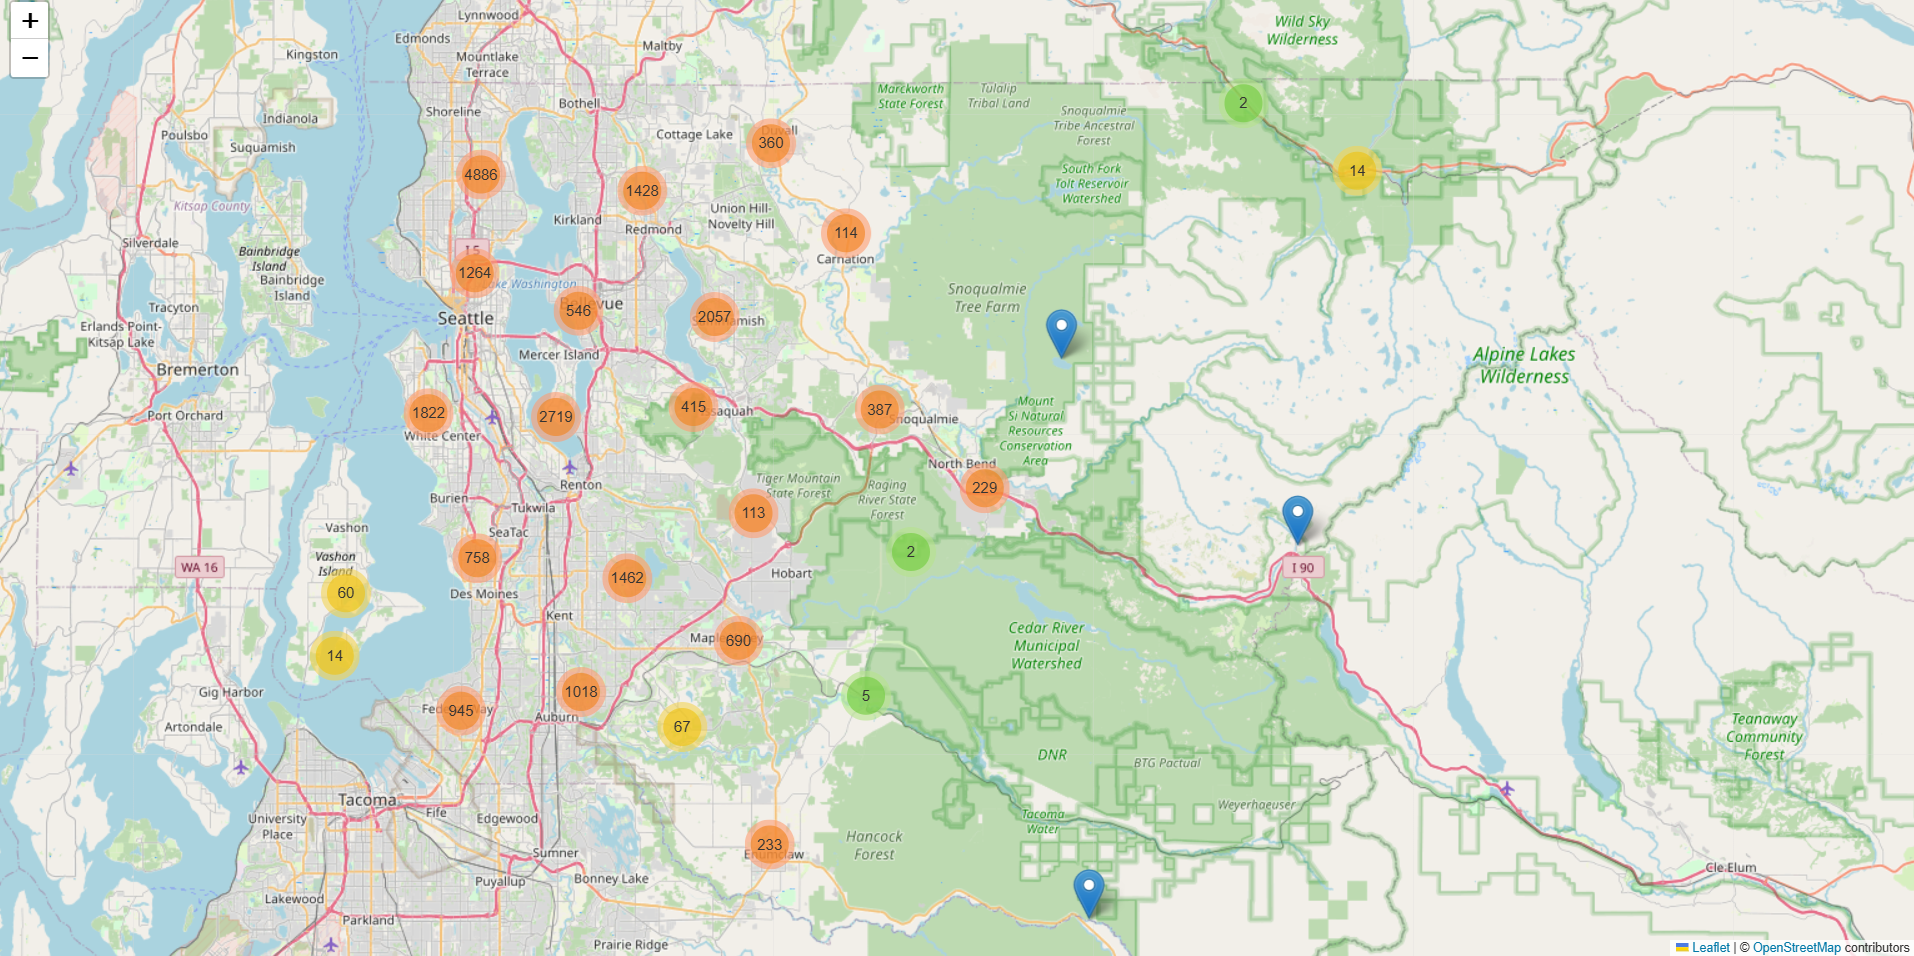 +
−
Lynnwood
Edmonds
Kingston
Maltby
Mountlake
Terrace
Wild Sky
Wilderness
Bothell
Marckworth
State Forest
Tulalip
Tribal Land
Shoreline
Indianola
Snoqualmie
Tribe Ancestral
Forest
2
Poulsbo
Cottage Lake
Duvall
360
Suquamish
South Fork
Tolt Reservoir
Watershed
14
4886
1428
Kitsap County
Kirkland
Union Hill-
Novelty Hill
Redmond
114
Carnation
Silverdale
Bainbridge
Island
Bainbridge
Island
I 5
1264
Lake Washington
Snoqualmie
Tree Farm
Tracyton
546
Bellevue
2057
Seattle
Erlands Point-
Kitsap Lake
Mercer Island
Alpine Lakes
Wilderness
Bremerton
Port Orchard
1822
White Center
2719
415
387
Snoqualmie
Mount
Si Natural
Resources
Conservation
Area
North Bend
229
Tiger Mountain
State Forest
Raging
River State
Forest
Renton
Burien
Tukwila
113
Vashon
SeaTac
Vashon
Island
758
2
WA 16
I 90
Hobart
1462
60
Des Moines
Kent
Cedar River
Municipal
Watershed
690
14
Gig Harbor
1018
5
945
Auburn
67
Artondale
Teanaway
Community
Forest
DNR
BTG Pactual
Tacoma
Weyerhaeuser
University
Place
Fife
Edgewood
Tacoma
Water
Hancock
Forest
233
Enumclaw
Sumner
Cle Elum
Puyallup
Bonney Lake
Lakewood
Parkland
Prairie Ridge
Leaflet | © OpenStreetMap contributors